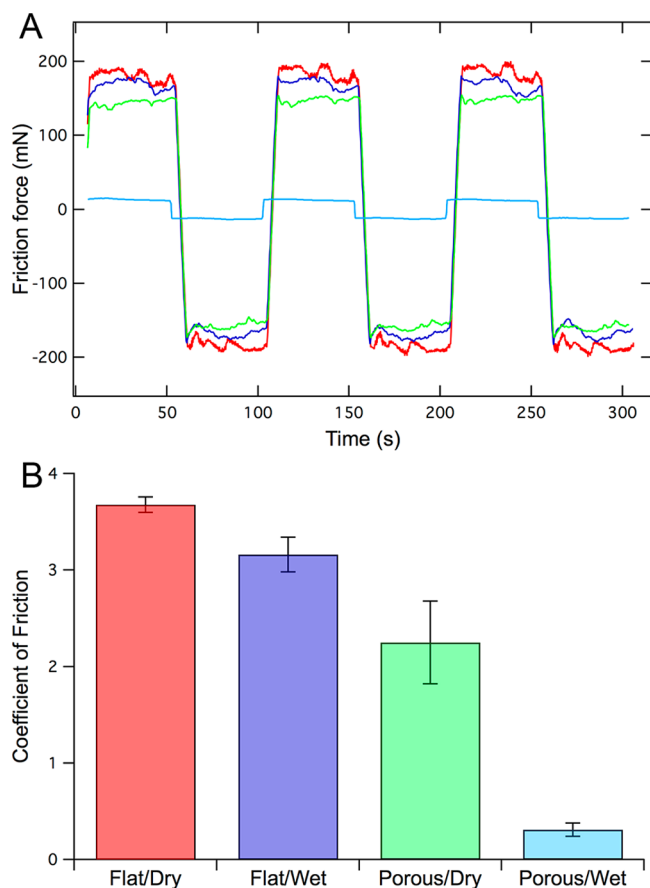 A
Friction force (mN)
200
100
0
-100
-200
0 50 100 150 200 250 300
Time (s)
B
Coefficient of Friction
4
3
2
1
0
Flat/Dry Flat/Wet Porous/Dry Porous/Wet